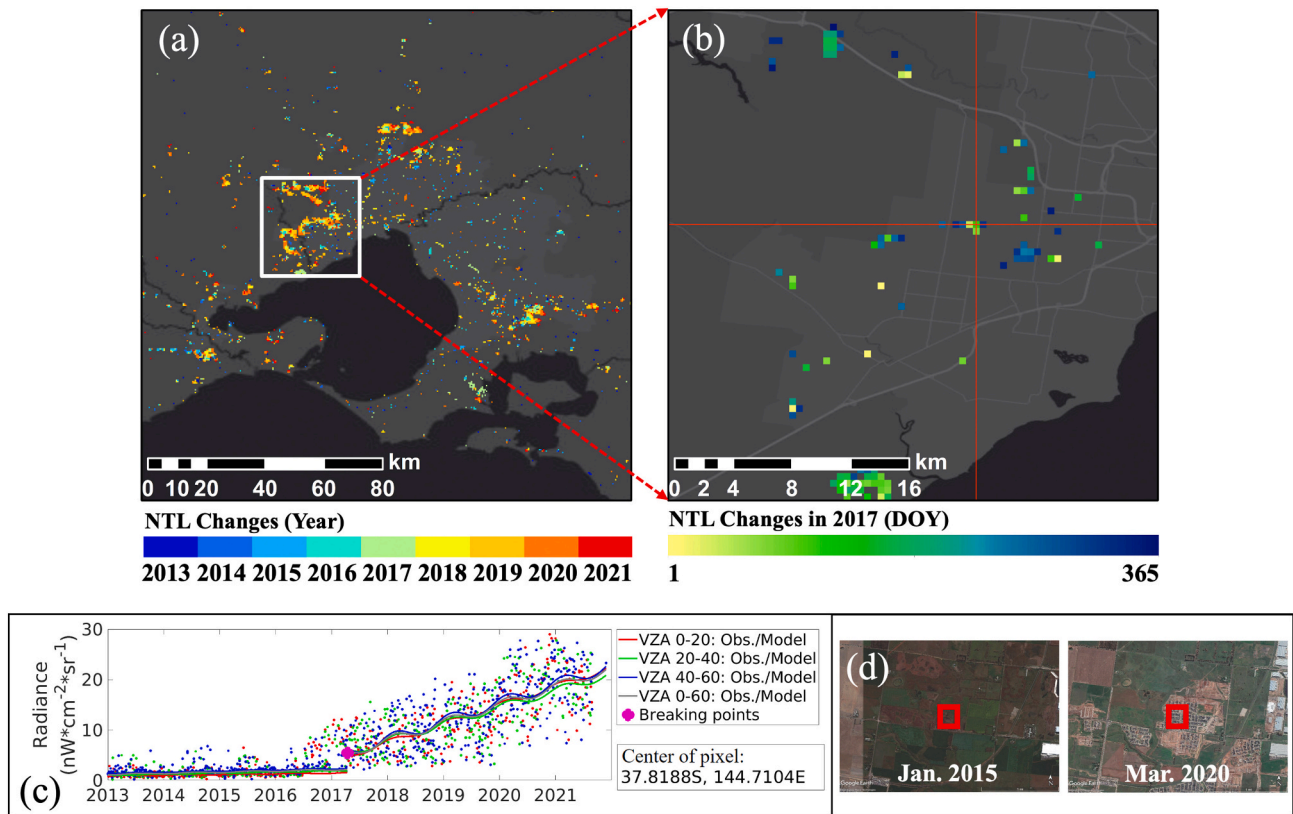 (a)
(b)
km
0 10 20 40 60 80
km
0 2 4 8 12 16
NTL Changes (Year)
2013 2014 2015 2016 2017 2018 2019 2020 2021
NTL Changes in 2017 (DOY)
1 365
Radiance
(nW*cm⁻²*sr⁻¹)
30
20
10
0
2013 2014 2015 2016 2017 2018 2019 2020 2021
(c)
VZA 0-20: Obs./Model
VZA 20-40: Obs./Model
VZA 40-60: Obs./Model
VZA 0-60: Obs./Model
Breaking points
Center of pixel:
37.8188S, 144.7104E
(d)
Jan. 2015
Google Earth
Mar. 2020
Google Earth